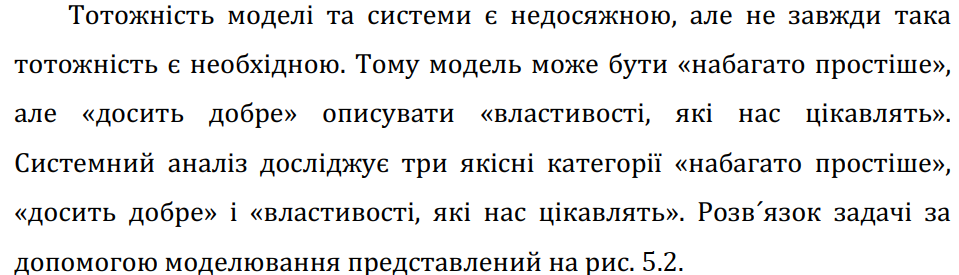 Тотожність моделі та системи є недосяжною, але не завжди така
тотожність є необхідною. Тому модель може бути «набагато простіше»,
але «досить добре» описувати «властивості, які нас цікавлять».
Системний аналіз досліджує три якісні категорії «набагато простіше»,
«досить добре» і «властивості, які нас цікавлять». Розв´язок задачі за
допомогою моделювання представлений на рис. 5.2.